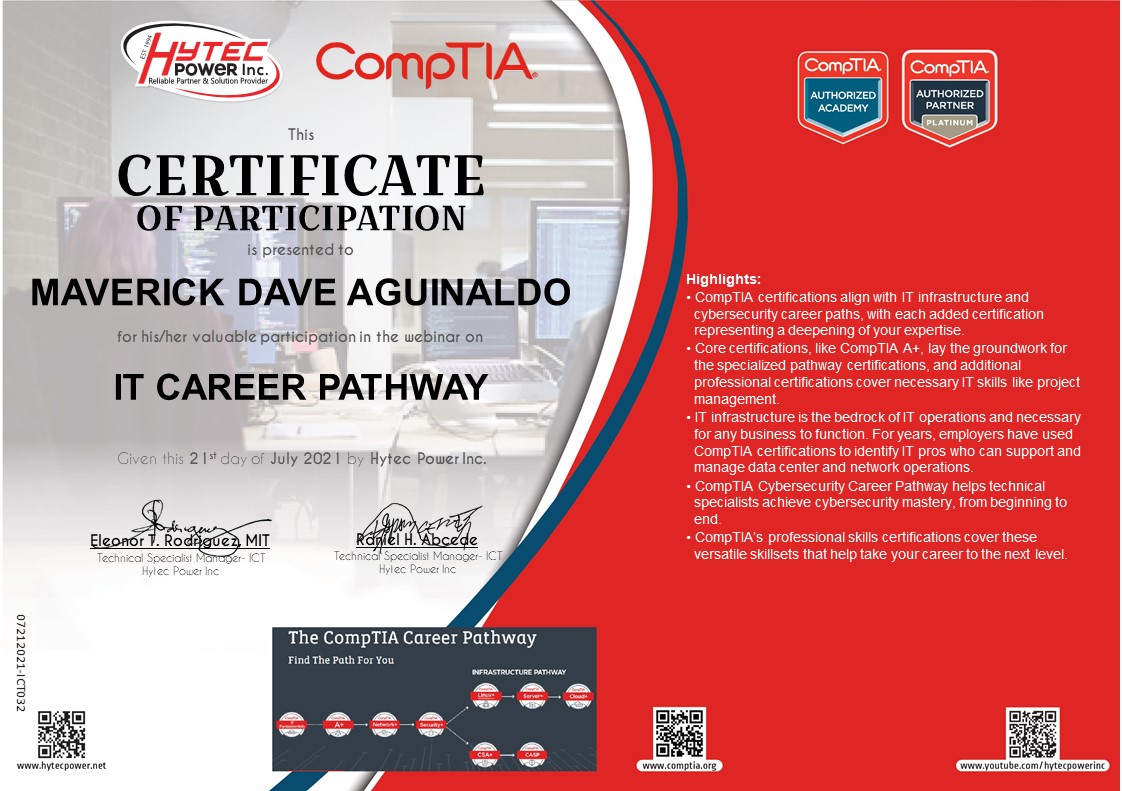 EST. 1994
HYTEC
POWER Inc.
Reliable Partner & Solution Provider
CompTIA®
CompTIA
AUTHORIZED
ACADEMY
CompTIA
AUTHORIZED
PARTNER
PLATINUM
This
CERTIFICATE
OF PARTICIPATION
is presented to
MAVERICK DAVE AGUINALDO
for his/her valuable participation in the webinar on
IT CAREER PATHWAY
Given this 21st day of July 2021 by Hytec Power Inc.
Eleonor T. Rodriguez, MIT
Technical Specialist Manager- ICT
Hytec Power Inc
Raniel H. Abcede
Technical Specialist Manager- ICT
Hytec Power Inc
Highlights:
• CompTIA certifications align with IT infrastructure and
cybersecurity career paths, with each added certification
representing a deepening of your expertise.
• Core certifications, like CompTIA A+, lay the groundwork for
the specialized pathway certifications, and additional
professional certifications cover necessary IT skills like project
management.
• IT infrastructure is the bedrock of IT operations and necessary
for any business to function. For years, employers have used
CompTIA certifications to identify IT pros who can support and
manage data center and network operations.
• CompTIA Cybersecurity Career Pathway helps technical
specialists achieve cybersecurity mastery, from beginning to
end.
• CompTIA's professional skills certifications cover these
versatile skillsets that help take your career to the next level.
07212021-ICT032
The CompTIA Career Pathway
Find The Path For You
INFRASTRUCTURE PATHWAY
Linux+
Server+
Cloud+
Fundamentals
A+
Network+
Security+
CSA+
CASP
www.hytecpower.net
www.comptia.org
www.youtube.com/hytecpowerinc